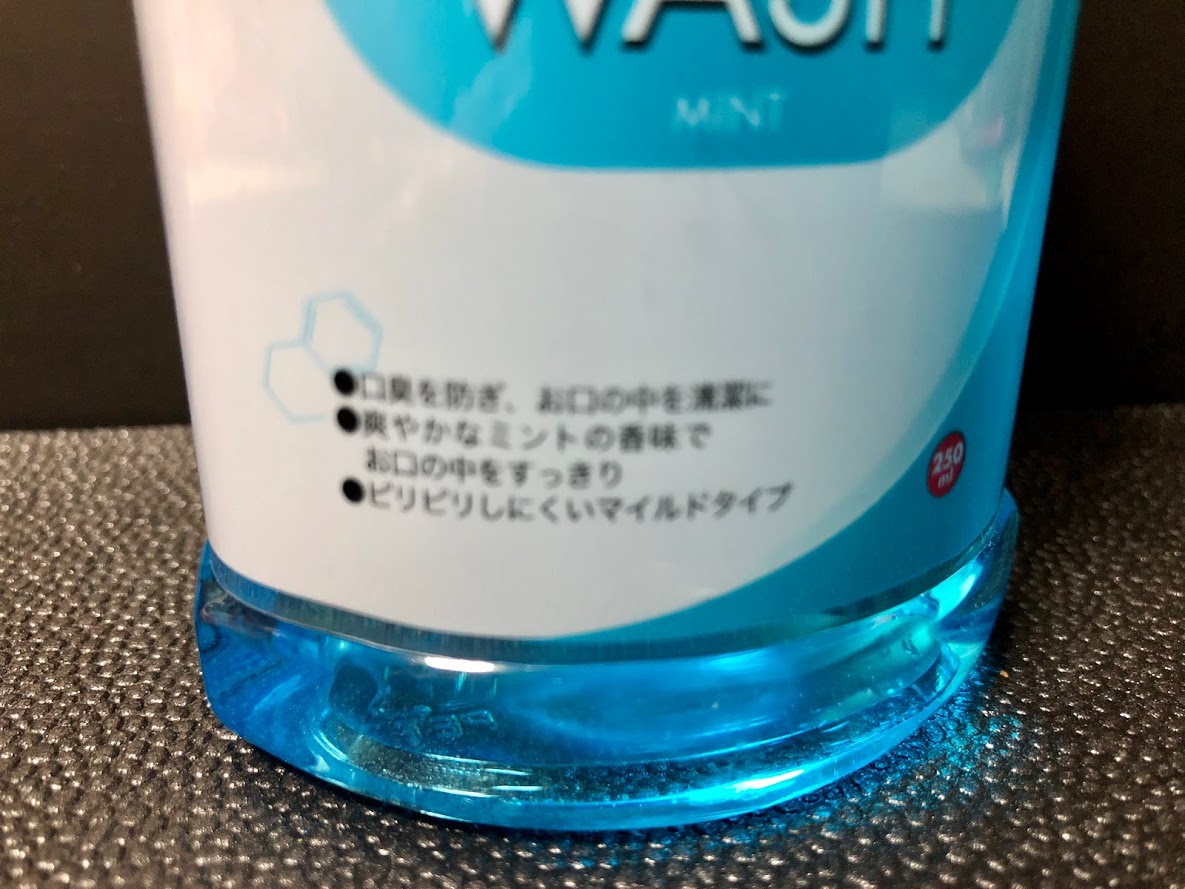 WASH
MINT
●口臭を防ぎ、お口の中を清潔に
●爽やかなミントの香味で
お口の中をすっきり
●ピリピリしにくいマイルドタイプ
250
ml